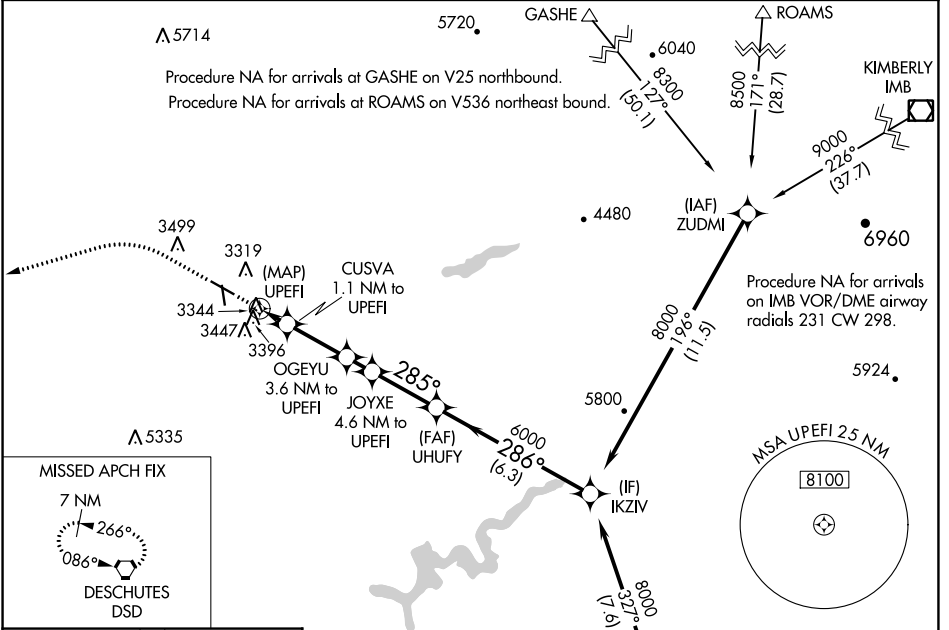 GASHE
ROAMS
5714
5720
6040
Procedure NA for arrivals at GASHE on V25 northbound.
Procedure NA for arrivals at ROAMS on V536 northeast bound.
8300
127°
(50.1)
8500
171°
(28.7)
KIMBERLY
IMB
9000
226°
(37.7)
(IAF)
ZUDMI
4480
6960
3499
3319
(MAP)
UPEFI
CUSVA
1.1 NM to
UPEFI
3344
3447
3396
Procedure NA for arrivals
on IMB VOR/DME airway
radials 231 CW 298.
8000
196°
(11.5)
OGEYU
3.6 NM to
UPEFI
JOYXE
4.6 NM to
UPEFI
285°
(FAF)
UHUFY
5800
5924
5335
6000
286°
(6.3)
(IF)
IKZIV
MSA UPEFI 25 NM
8100
MISSED APCH FIX
7 NM
266°
086°
DESCHUTES
DSD
8000
327°
(7.6)